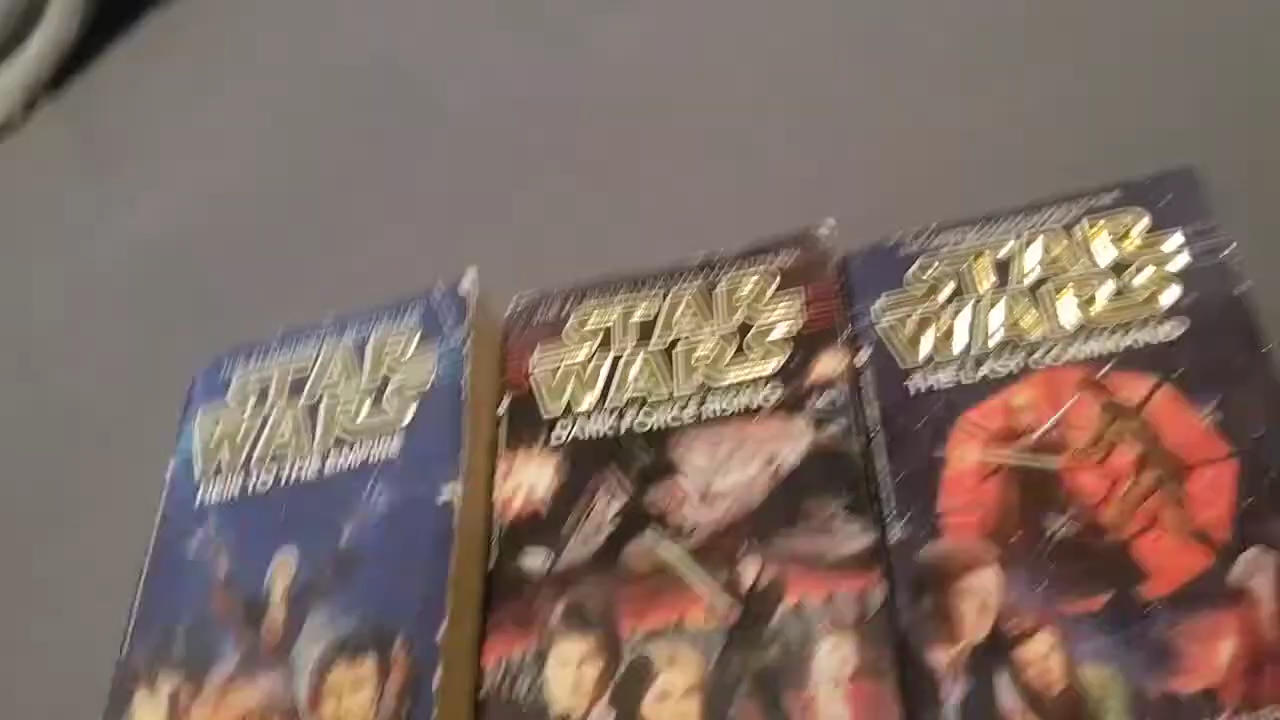 STAR
WARS
HEIR TO THE EMPIRE
STAR
WARS
DARK FORCE RISING
STAR
WARS
THE LAST COMMAND